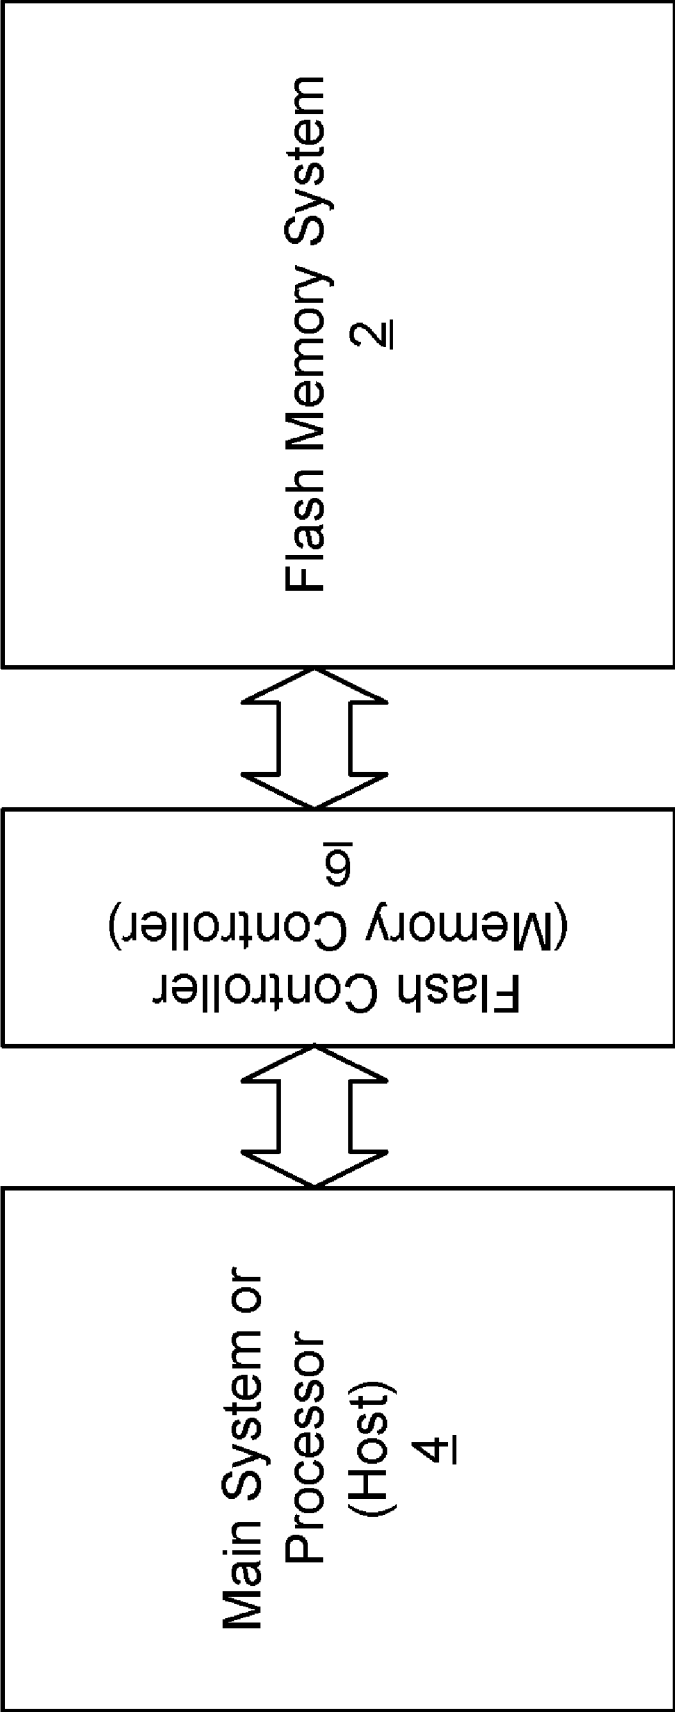 Main System or
Processor
(Host)
4
Flash Controller
(Memory Controller)
6
Flash Memory System
2